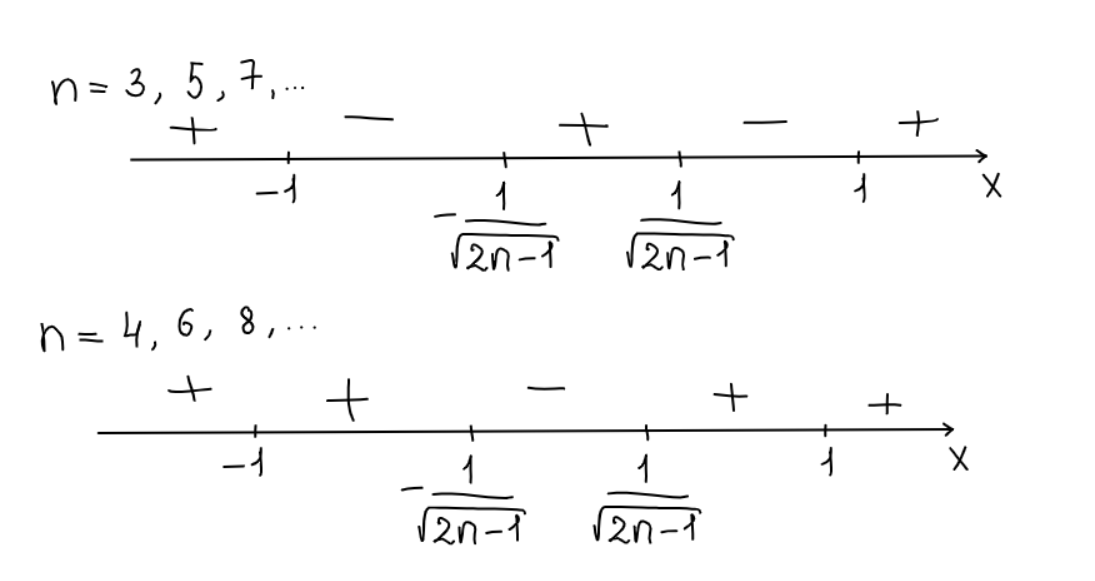 n = 3, 5, 7, ...
+ − + − +
-1 -1/√(2n-1) 1/√(2n-1) 1 x
n = 4, 6, 8, ...
+ + − + +
-1 -1/√(2n-1) 1/√(2n-1) 1 x